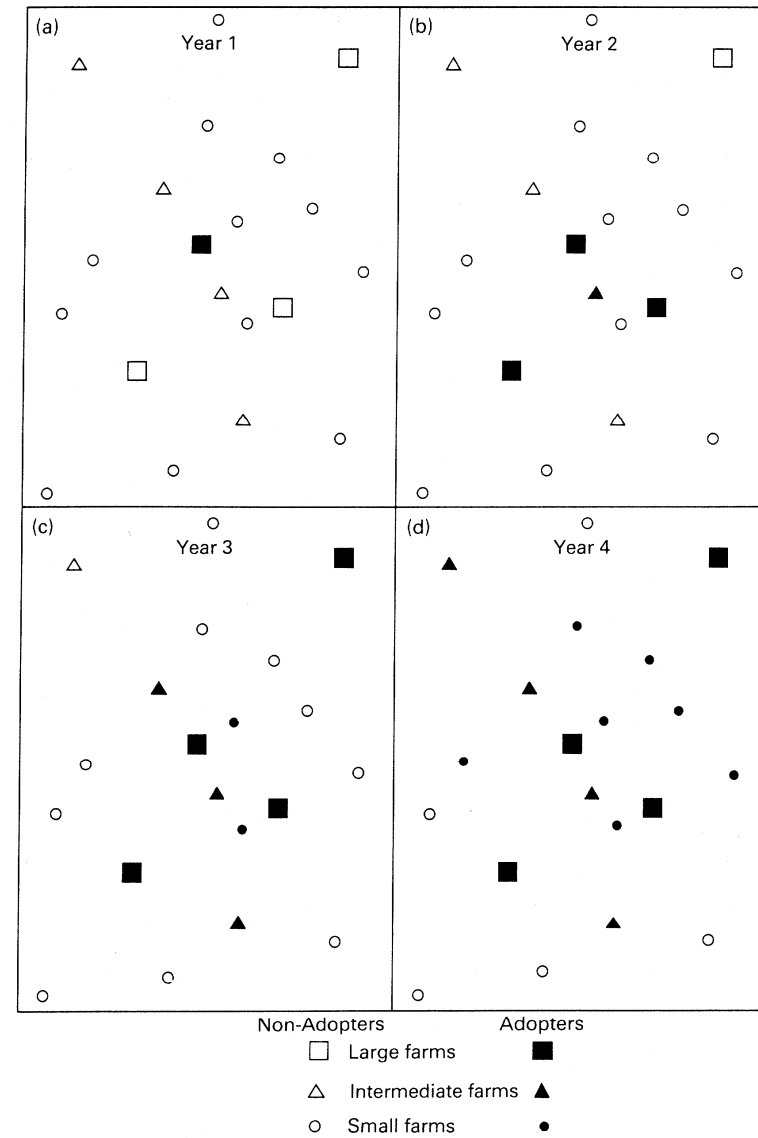 (a)
Year 1
(b)
Year 2
(c)
Year 3
(d)
Year 4
Non-Adopters Adopters
Large farms
Intermediate farms
Small farms